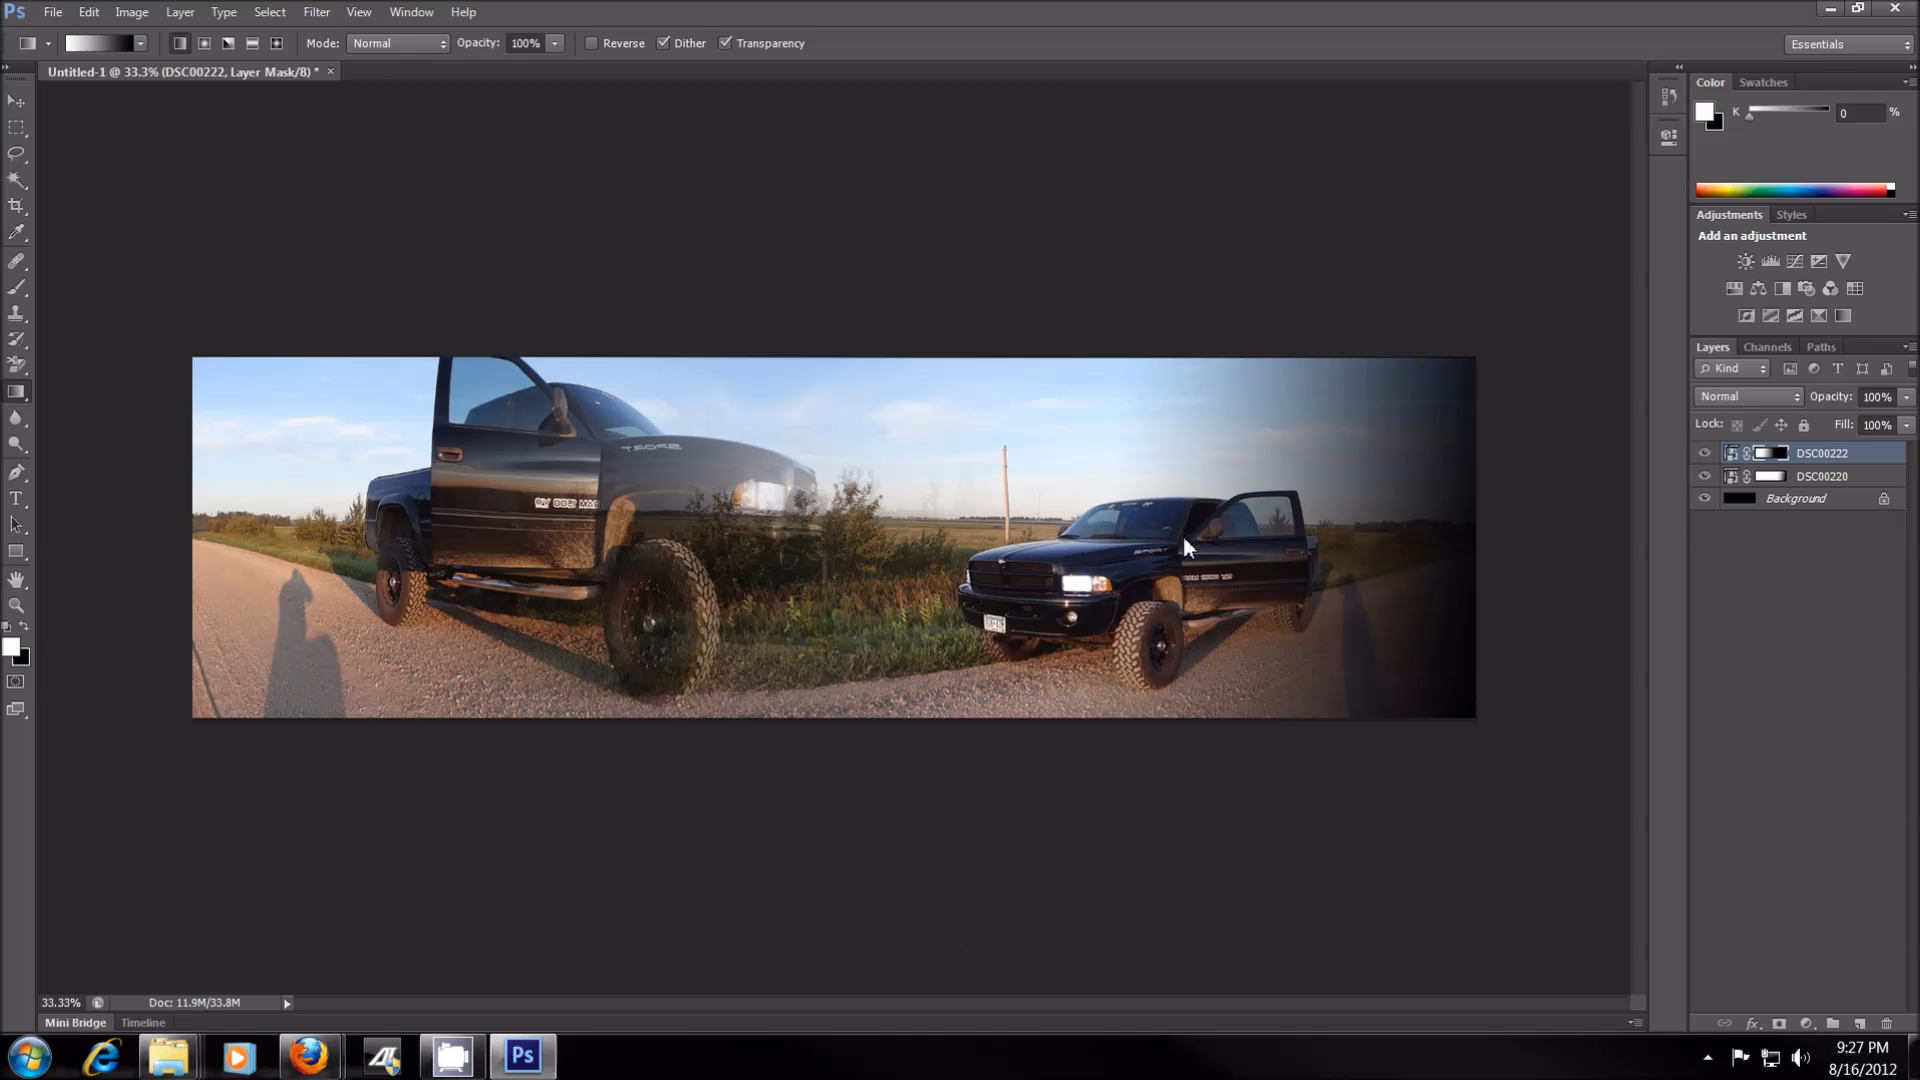 Ps File Edit Image Layer Type Select Filter View Window Help
Mode: Normal Opacity: 100% Reverse Dither Transparency Essentials
Untitled-1 @ 33.3% (DSC00222, Layer Mask/8) * ×
Color Swatches
K 0 %
Adjustments Styles
Add an adjustment
Layers Channels Paths
Kind
Normal Opacity: 100%
Lock: Fill: 100%
DSC00222
DSC00220
Background
SPORT
33.33% Doc: 11.9M/33.8M
Mini Bridge Timeline
Ps
9:27 PM
8/16/2012